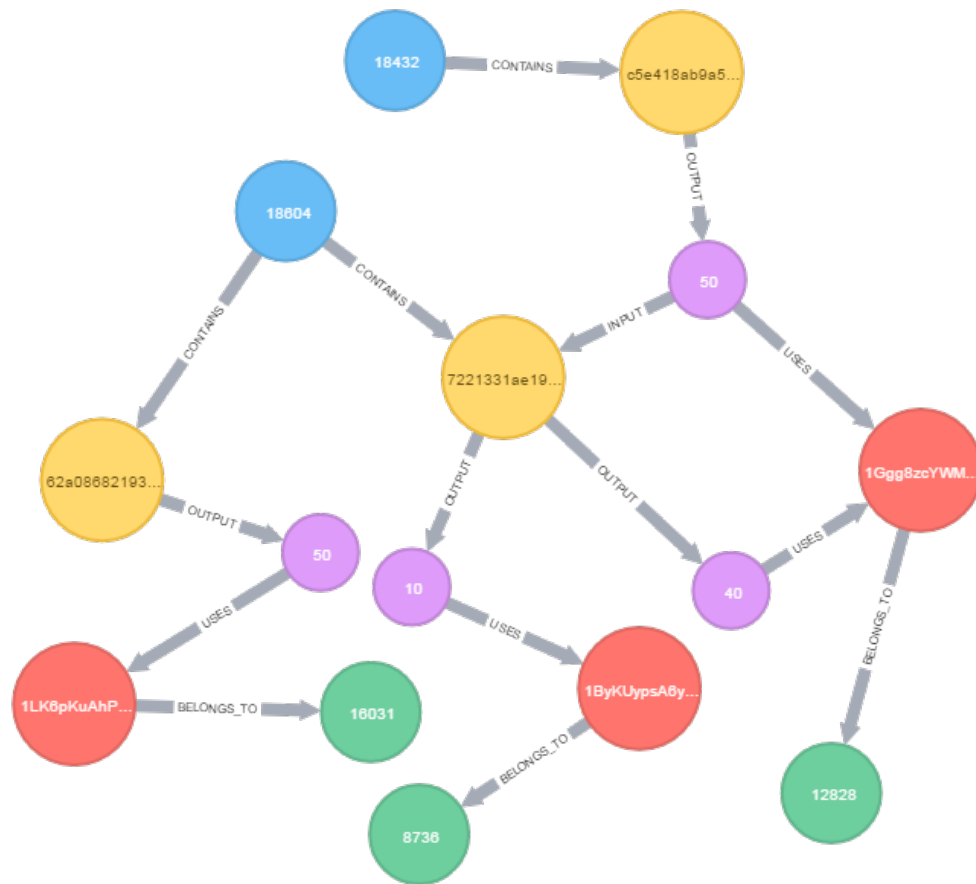 18432
CONTAINS
c5e418ab9a5...
OUTPUT
18604
CONTAINS
CONTAINS
50
INPUT
USES
7221331ae19...
1Ggg8zcYWM...
62a08682193...
OUTPUT
OUTPUT
OUTPUT
50
10
40
USES
USES
USES
BELONGS_TO
1LK6pKuAhP...
BELONGS_TO
16031
1ByKUypsA6y...
BELONGS_TO
12828
8736